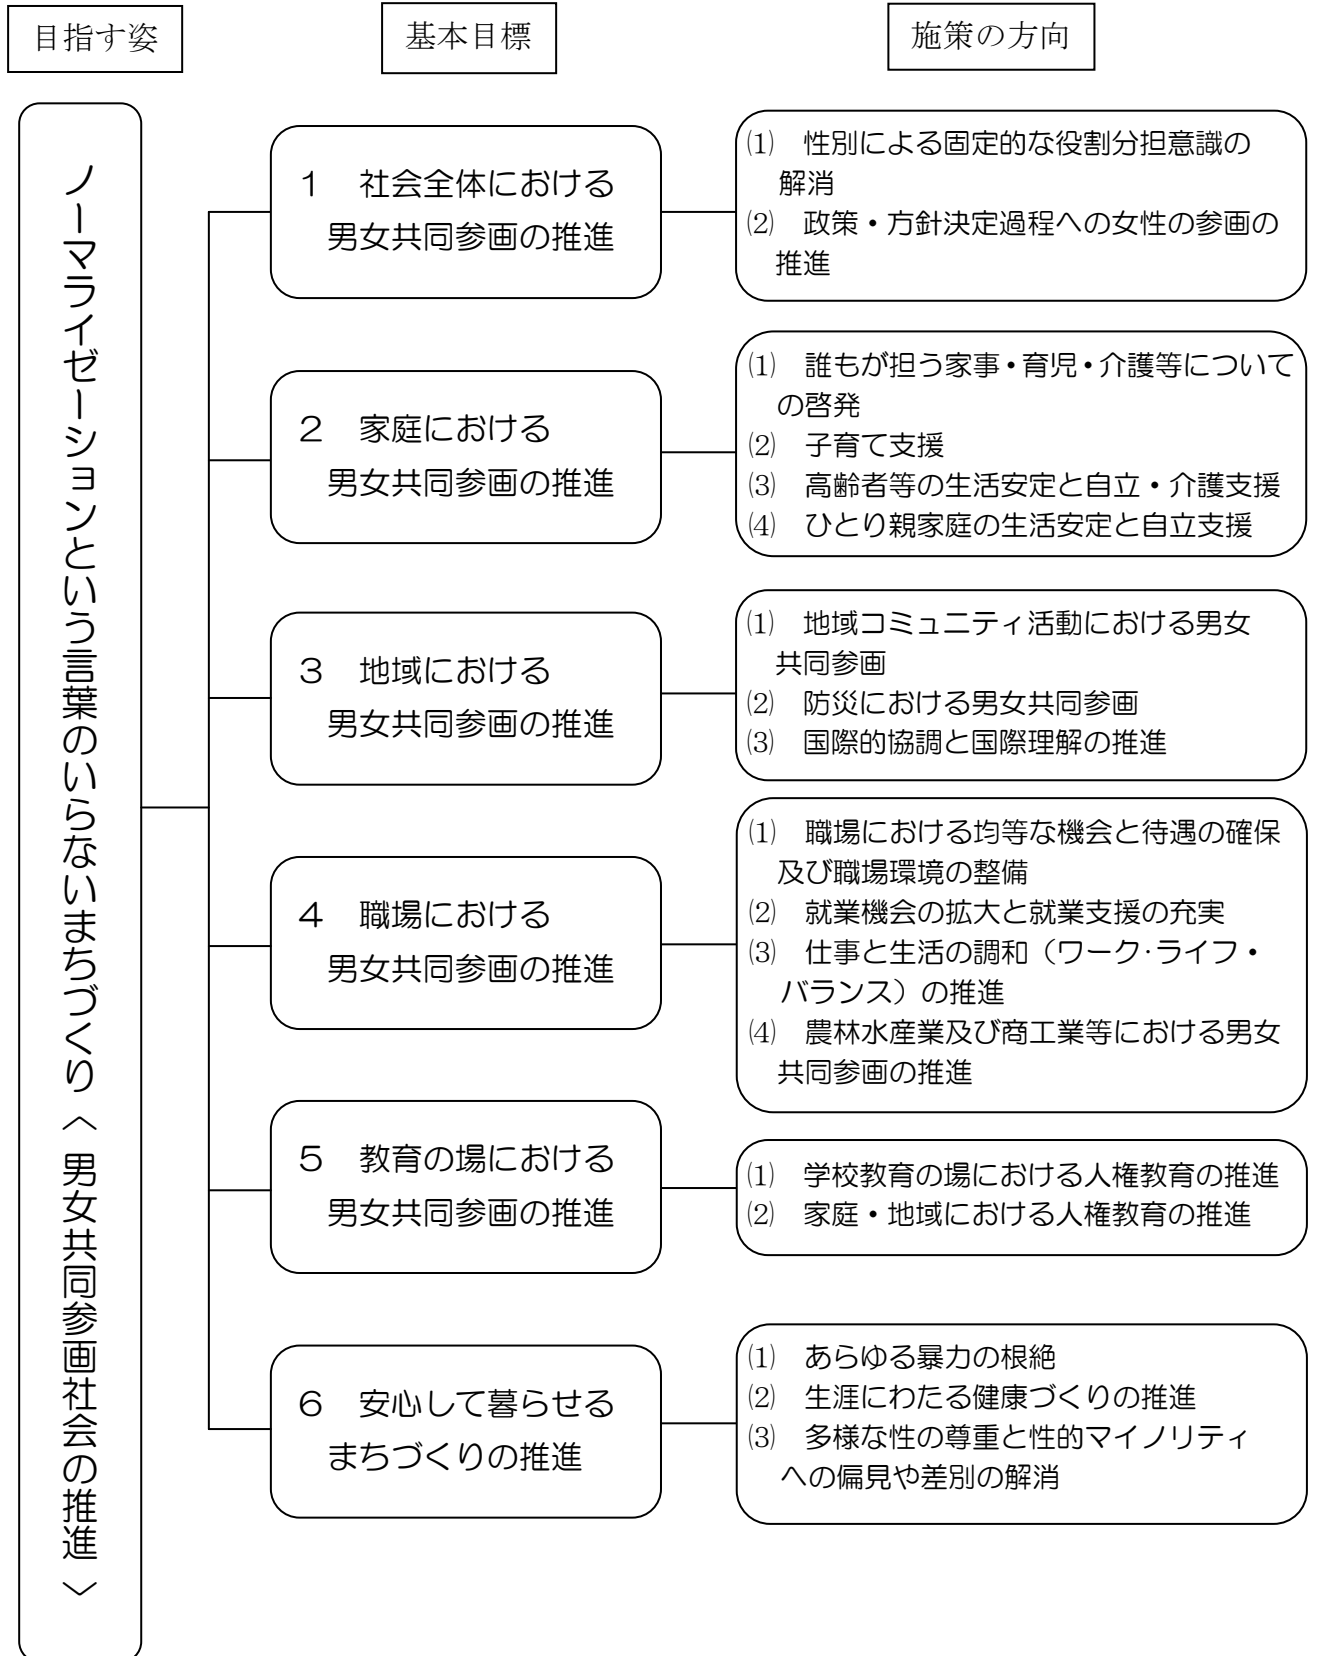 目指す姿
基本目標
施策の方向
ノーマライゼーションという言葉のいらないまちづくり〈男女共同参画社会の推進〉
1　社会全体における
男女共同参画の推進
⑴　性別による固定的な役割分担意識の
解消
⑵　政策・方針決定過程への女性の参画の
推進
2　家庭における
男女共同参画の推進
⑴　誰もが担う家事・育児・介護等について
の啓発
⑵　子育て支援
⑶　高齢者等の生活安定と自立・介護支援
⑷　ひとり親家庭の生活安定と自立支援
3　地域における
男女共同参画の推進
⑴　地域コミュニティ活動における男女
共同参画
⑵　防災における男女共同参画
⑶　国際的協調と国際理解の推進
4　職場における
男女共同参画の推進
⑴　職場における均等な機会と待遇の確保
及び職場環境の整備
⑵　就業機会の拡大と就業支援の充実
⑶　仕事と生活の調和（ワーク・ライフ・
バランス）の推進
⑷　農林水産業及び商工業等における男女
共同参画の推進
5　教育の場における
男女共同参画の推進
⑴　学校教育の場における人権教育の推進
⑵　家庭・地域における人権教育の推進
6　安心して暮らせる
まちづくりの推進
⑴　あらゆる暴力の根絶
⑵　生涯にわたる健康づくりの推進
⑶　多様な性の尊重と性的マイノリティ
への偏見や差別の解消